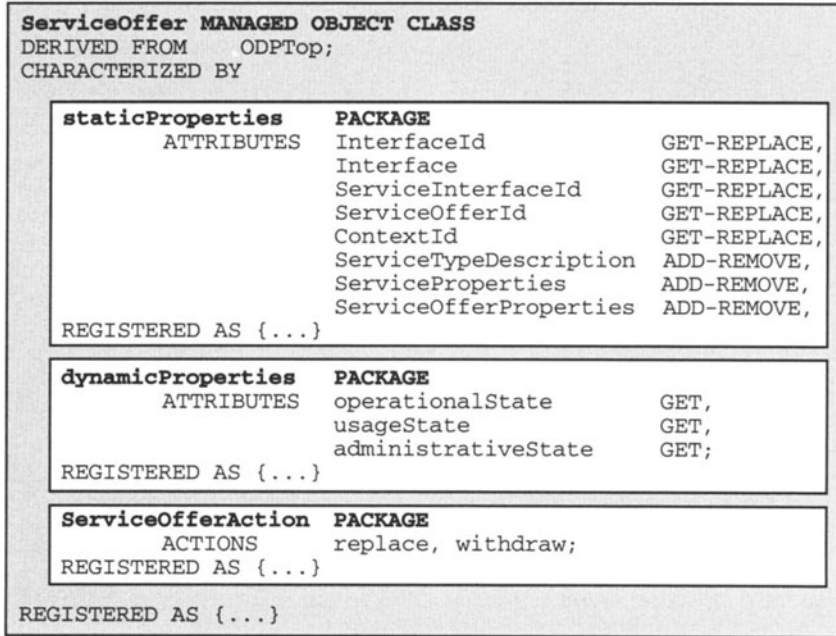 ServiceOffer MANAGED OBJECT CLASS
DERIVED FROM ODPTop;
CHARACTERIZED BY
staticProperties PACKAGE
ATTRIBUTES InterfaceId GET-REPLACE,
Interface GET-REPLACE,
ServiceInterfaceId GET-REPLACE,
ServiceOfferId GET-REPLACE,
ContextId GET-REPLACE,
ServiceTypeDescription ADD-REMOVE,
ServiceProperties ADD-REMOVE,
ServiceOfferProperties ADD-REMOVE,
REGISTERED AS {...}
dynamicProperties PACKAGE
ATTRIBUTES operationalState GET,
usageState GET,
administrativeState GET;
REGISTERED AS {...}
ServiceOfferAction PACKAGE
ACTIONS replace, withdraw;
REGISTERED AS {...}
REGISTERED AS {...}